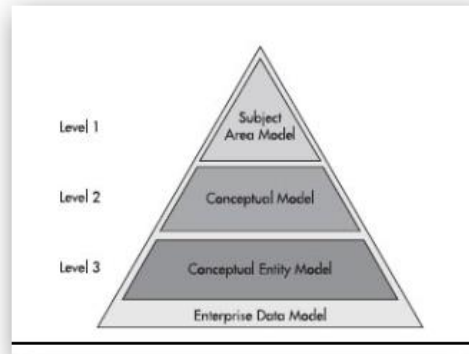 Level 1
Subject
Area Model
Level 2
Conceptual Model
Level 3
Conceptual Entity Model
Enterprise Data Model